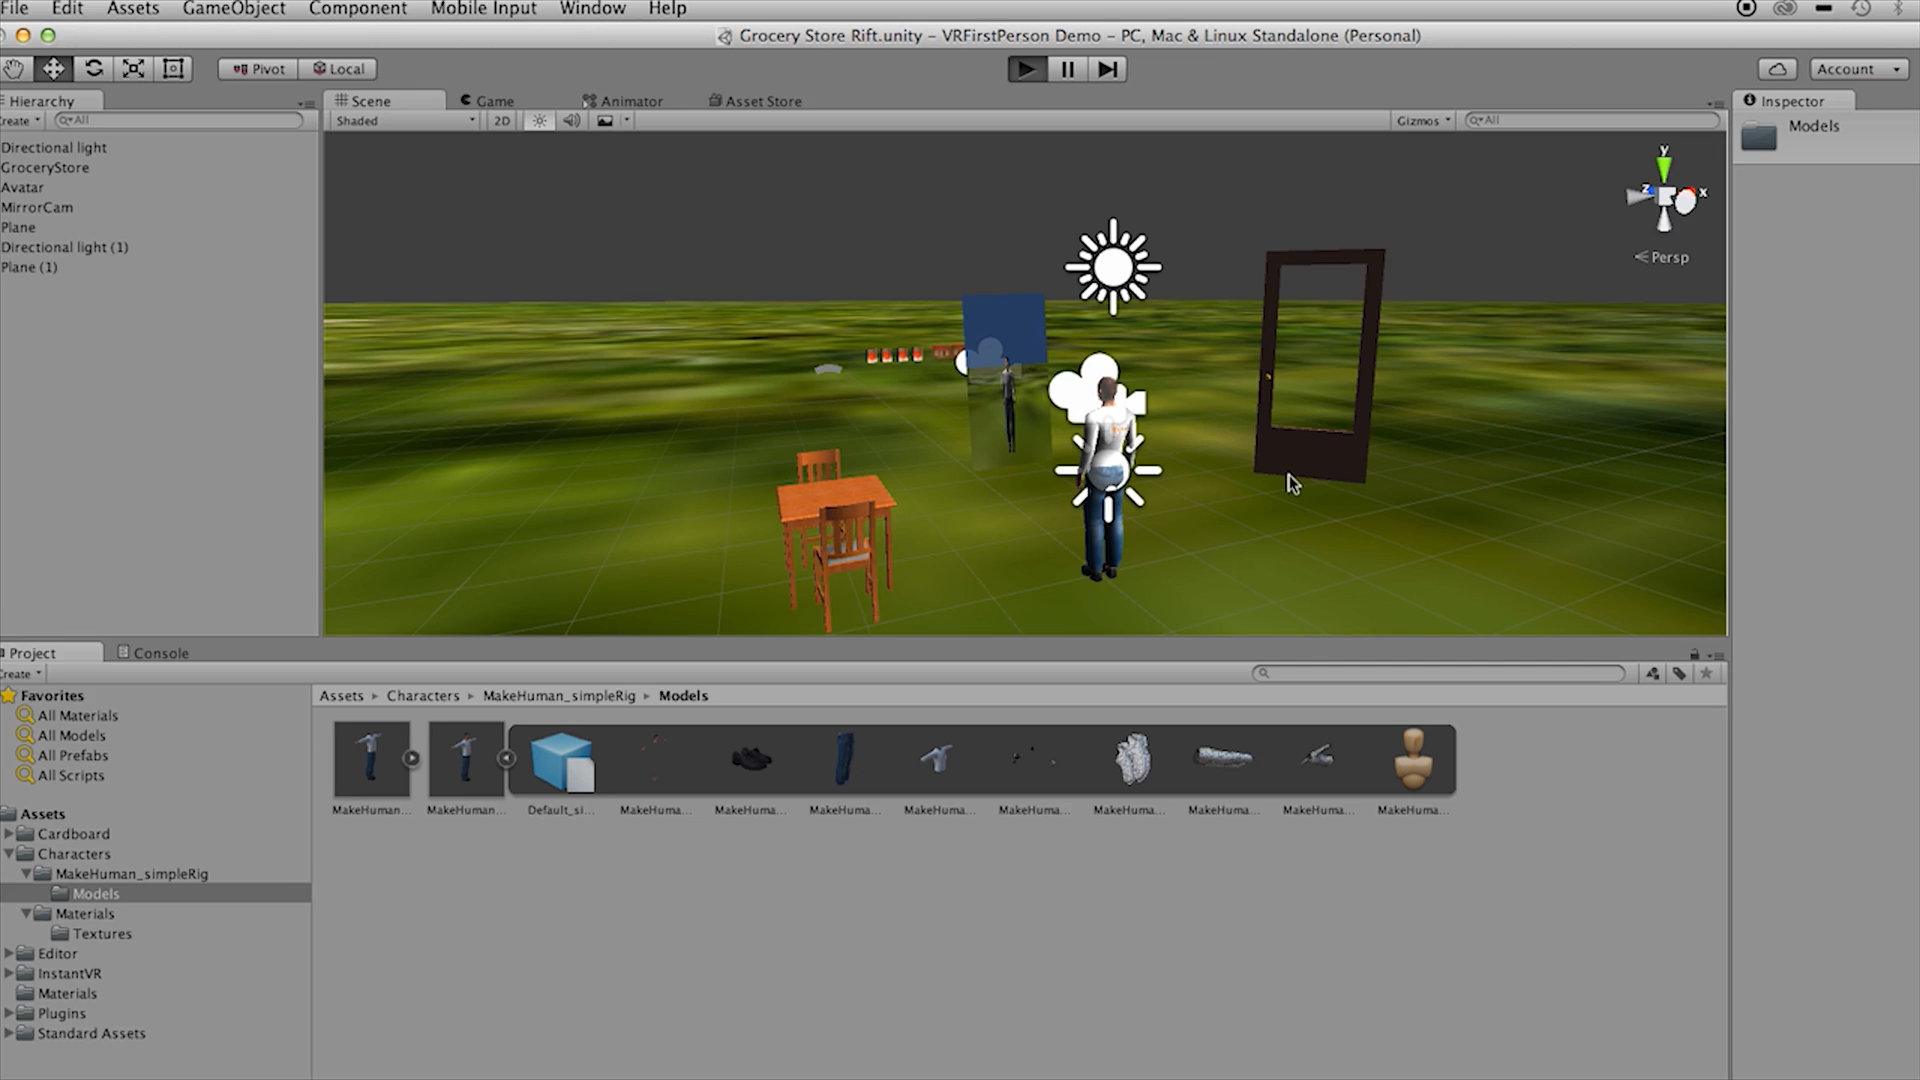 File Edit Assets GameObject Component Mobile Input Window Help
Grocery Store Rift.unity – VRFirstPerson Demo – PC, Mac & Linux Standalone (Personal)
Pivot Local Account
Hierarchy Scene Game Animator Asset Store Inspector
reate All Shaded 2D Gizmos All
Models
Directional light
GroceryStore
Avatar
MirrorCam
Plane
Directional light (1)
Plane (1)
y
z x
Persp
Project Console
reate
Favorites
All Materials
All Models
All Prefabs
All Scripts
Assets
Cardboard
Characters
MakeHuman_simpleRig
Models
Materials
Textures
Editor
InstantVR
Materials
Plugins
Standard Assets
Assets Characters MakeHuman_simpleRig Models
MakeHuman... MakeHuman... Default_si... MakeHuma... MakeHuma... MakeHuma... MakeHuma... MakeHuma... MakeHuma... MakeHuma... MakeHuma... MakeHuma...